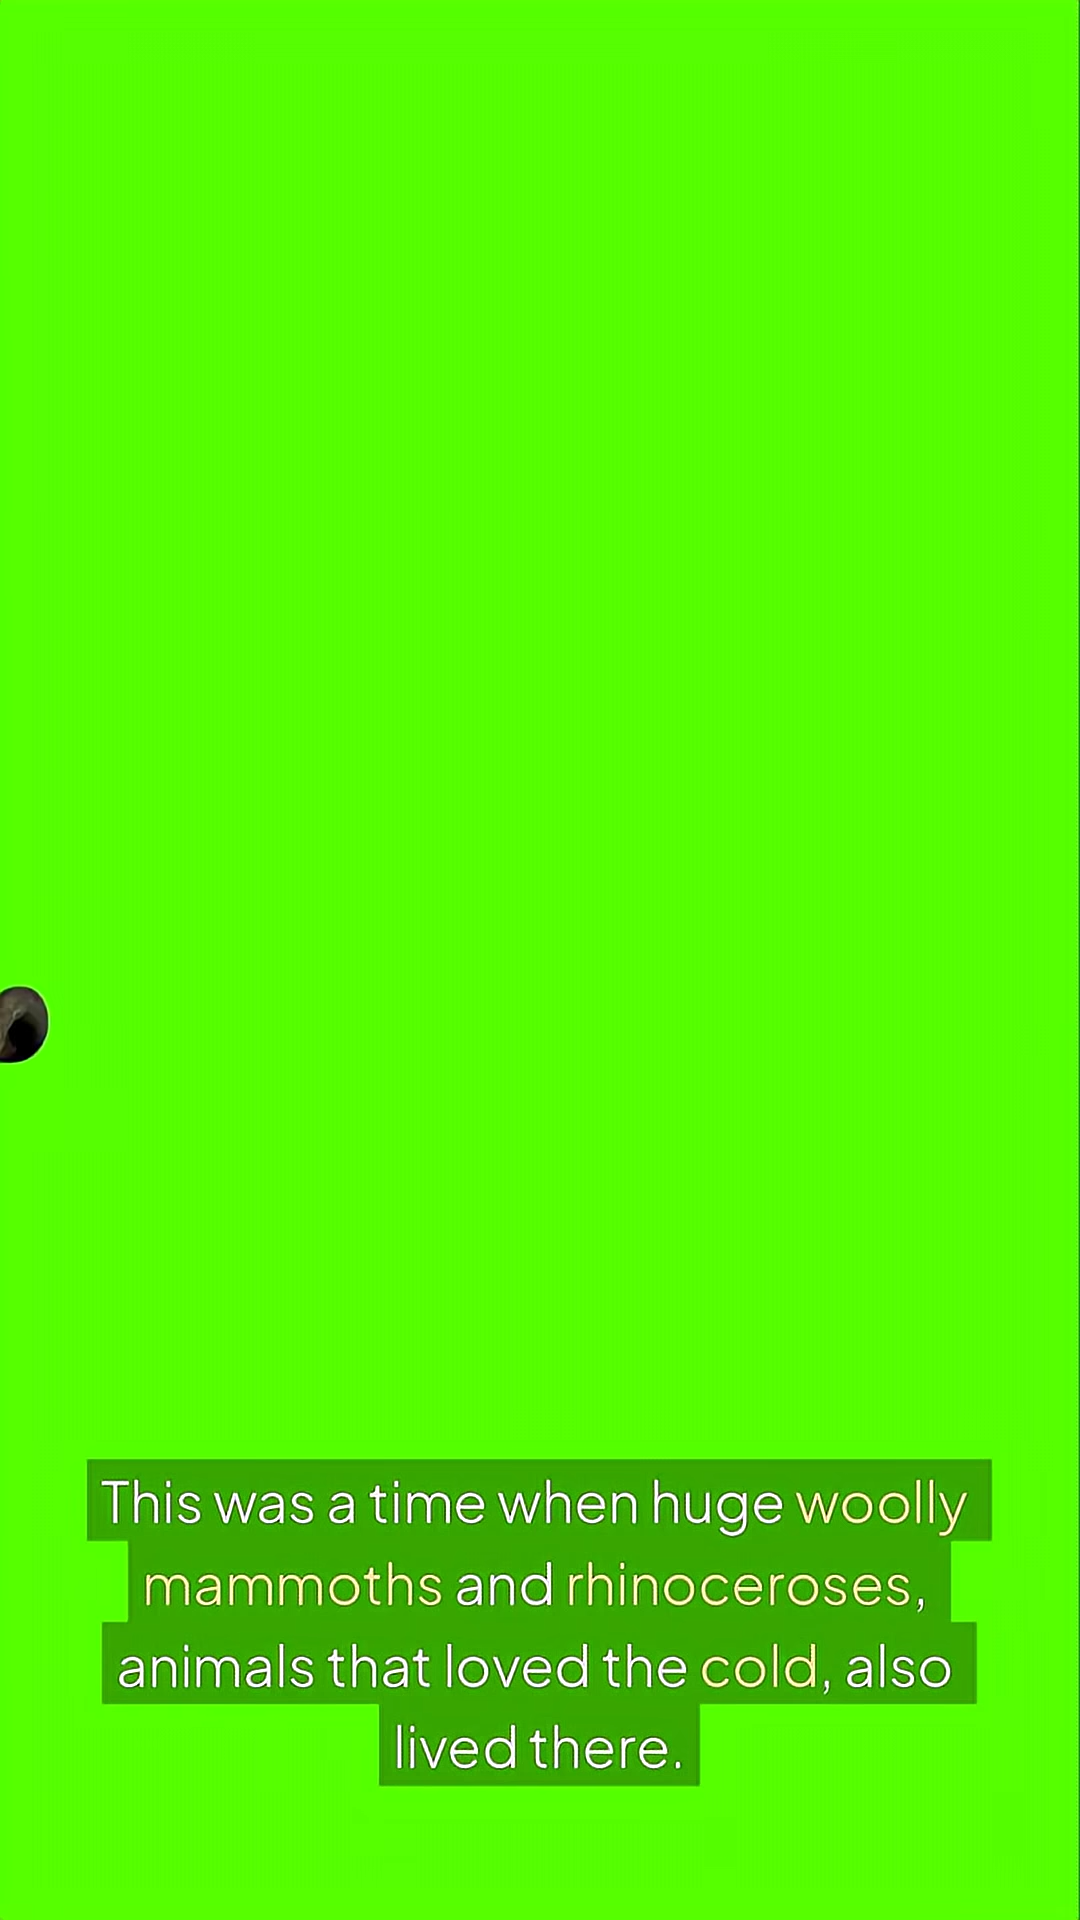 This was a time when huge woolly
mammoths and rhinoceroses,
animals that loved the cold, also
lived there.